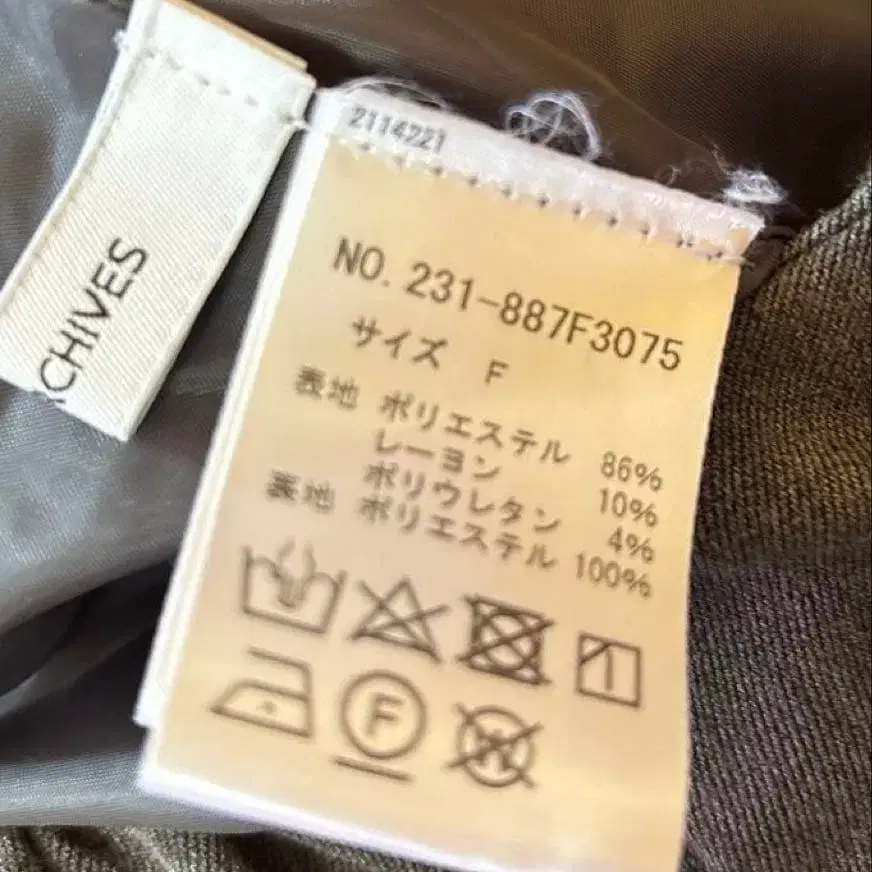 CHIVES
2114221
NO. 231-887F3075
サイズ F
表地 ポリエステル 86%
レーヨン 10%
ポリウレタン 4%
裏地 ポリエステル 100%
F
W